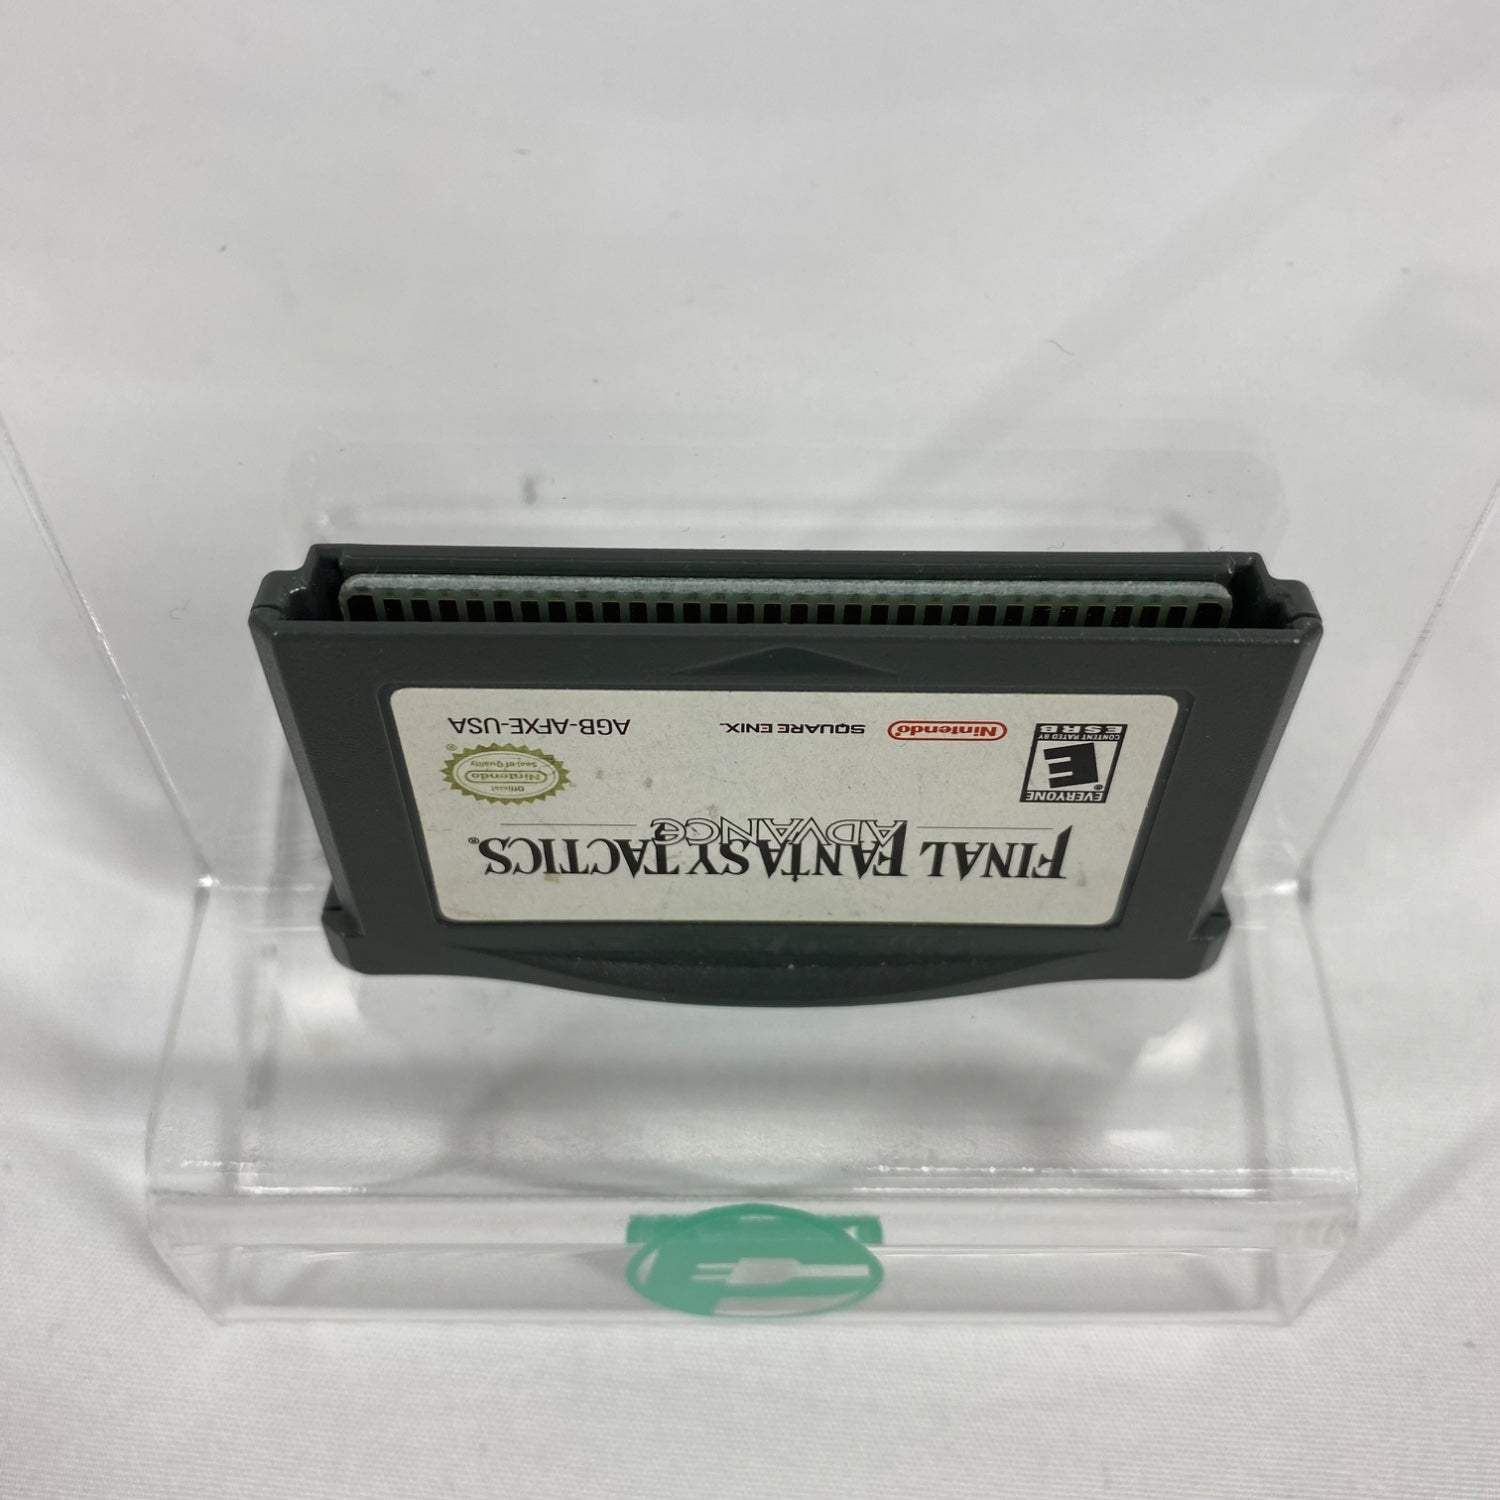 FINAL FANTASY TACTICS®
ADVANCE
EVERYONE
E®
CONTENT RATED BY
ESRB
Nintendo®
SQUARE ENIX™
Official
Nintendo
Seal of Quality
®
AGB-AFXE-USA